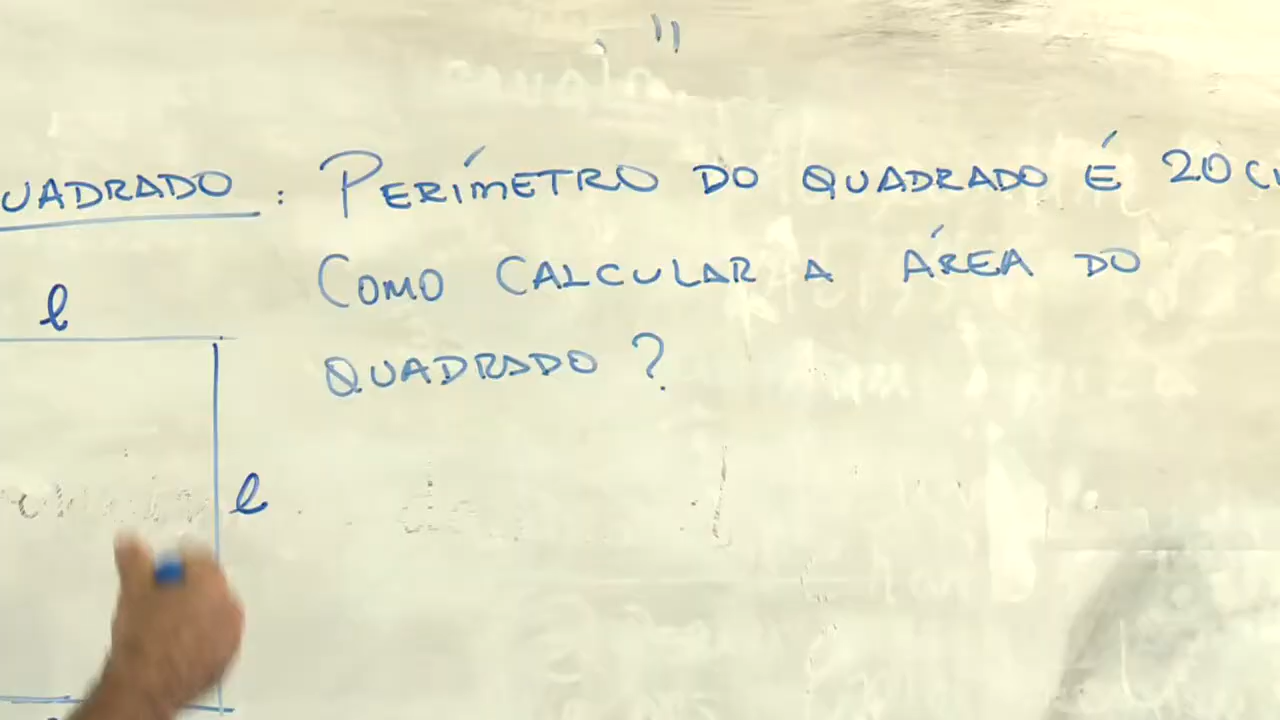 UADRADO : PERÍMETRO DO QUADRADO É 20 C
COMO CALCULAR A ÁREA DO
QUADRADO ?
l
l